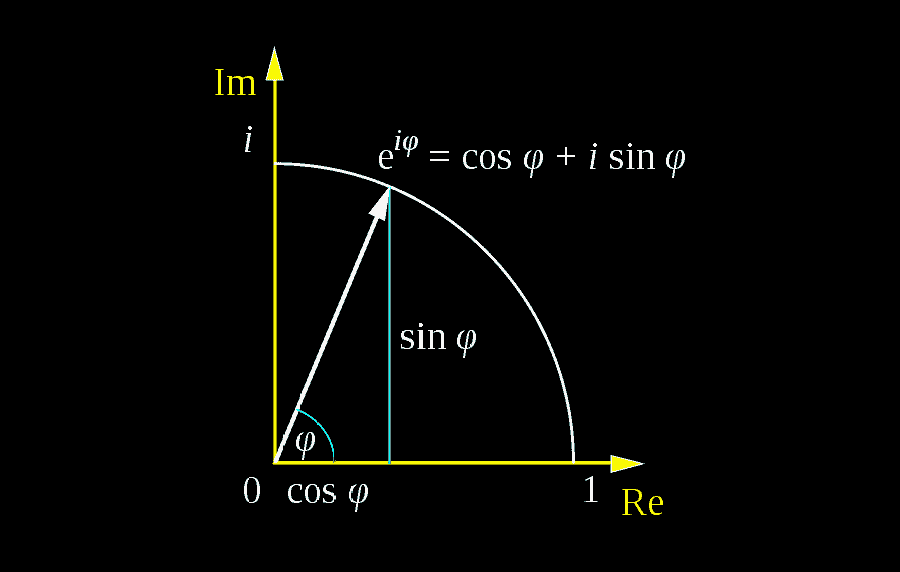 Im
i
e^{iφ} = cos φ + i sin φ
sin φ
φ
0
cos φ
1
Re